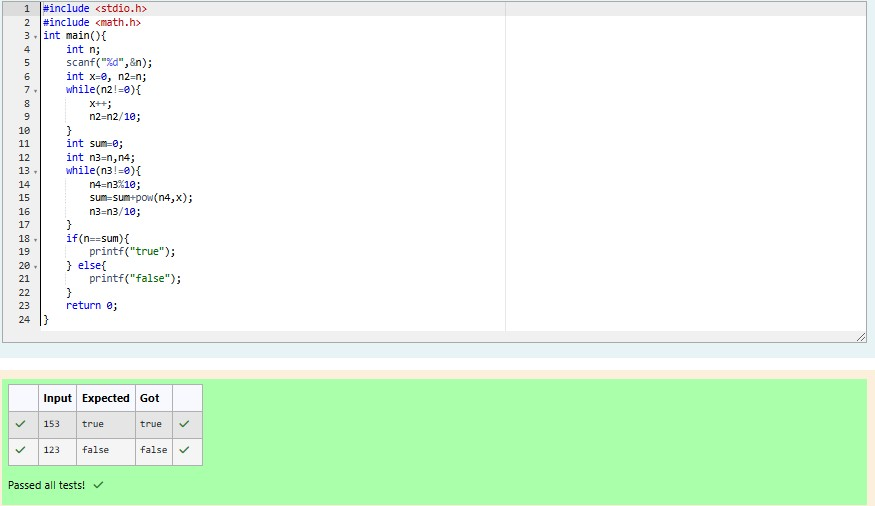 1 #include <stdio.h>
2 #include <math.h>
3 int main(){
4     int n;
5     scanf("%d",&n);
6     int x=0, n2=n;
7     while(n2!=0){
8         x++;
9         n2=n2/10;
10     }
11     int sum=0;
12     int n3=n,n4;
13     while(n3!=0){
14         n4=n3%10;
15         sum=sum+pow(n4,x);
16         n3=n3/10;
17     }
18     if(n==sum){
19         printf("true");
20     } else{
21         printf("false");
22     }
23     return 0;
24 }
Input Expected Got
153 true true
123 false false
Passed all tests!